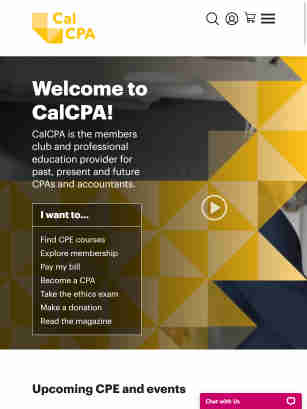 Cal
CPA
Welcome to
CalCPA!
CalCPA is the members
club and professional
education provider for
past, present and future
CPAs and accountants.
I want to...
Find CPE courses
Explore membership
Pay my bill
Become a CPA
Take the ethics exam
Make a donation
Read the magazine
Upcoming CPE and events
Chat with Us